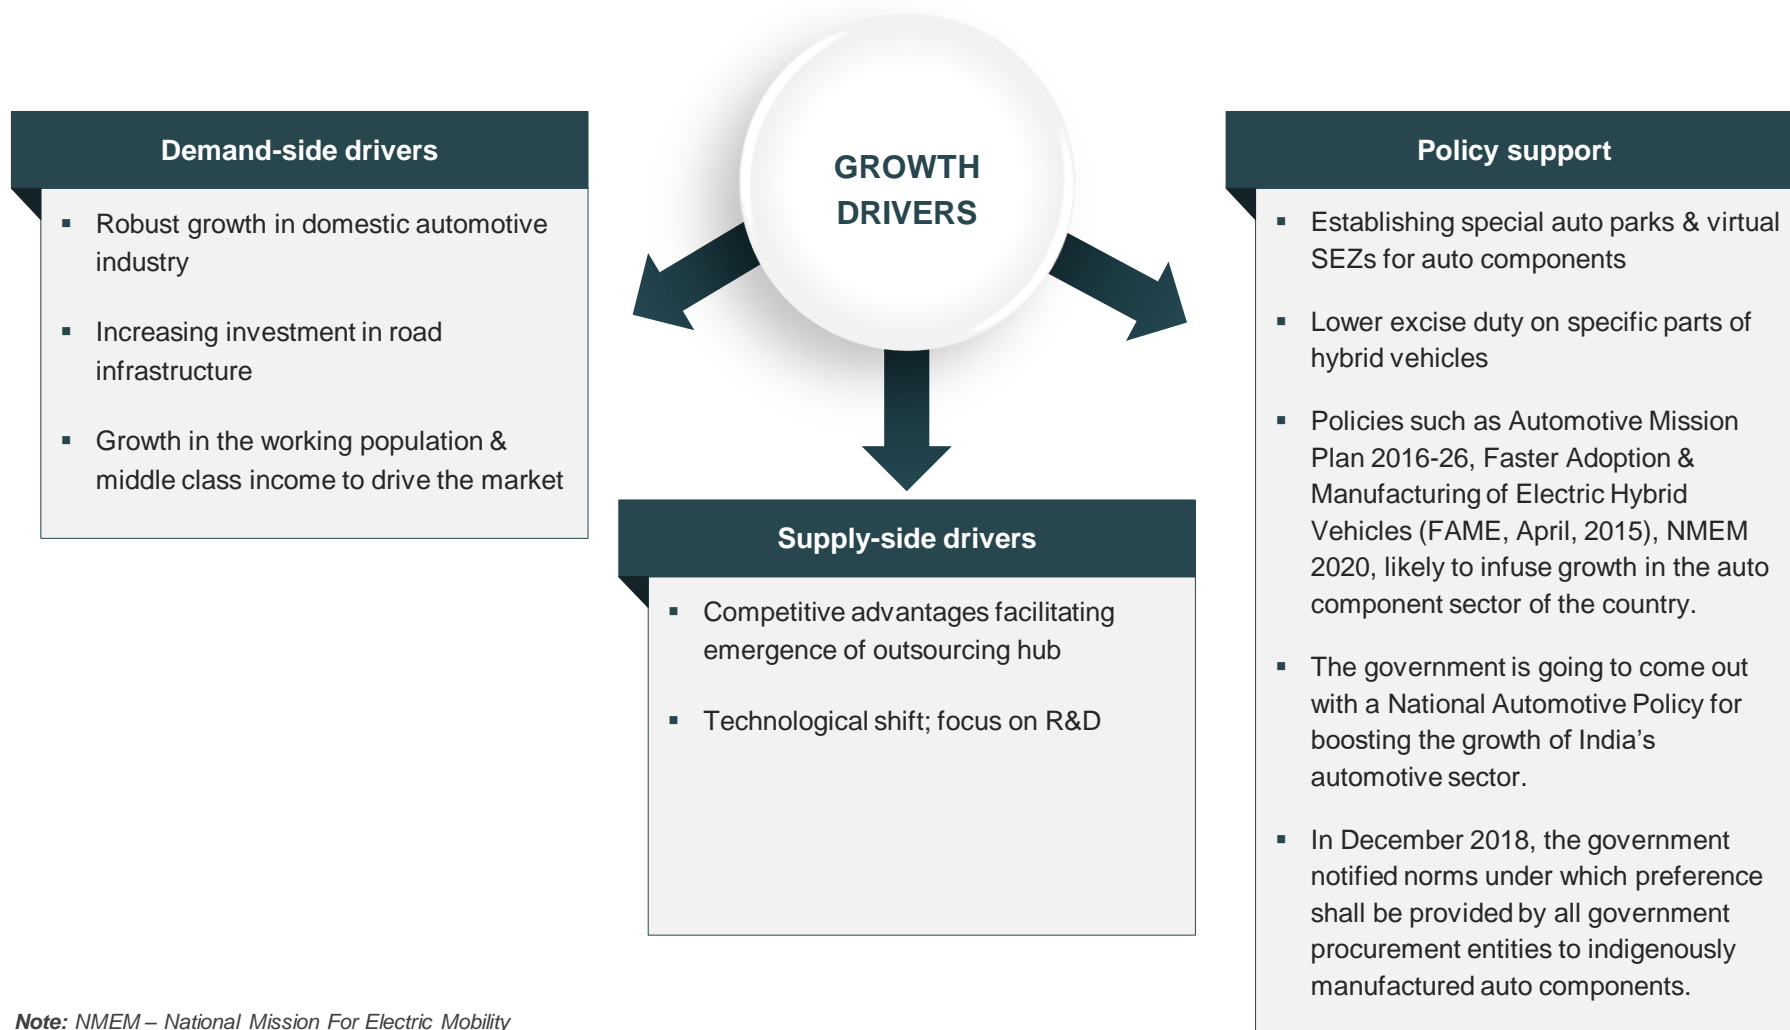 GROWTH
DRIVERS
Demand-side drivers
▪ Robust growth in domestic automotive
industry
▪ Increasing investment in road
infrastructure
▪ Growth in the working population &
middle class income to drive the market
Supply-side drivers
▪ Competitive advantages facilitating
emergence of outsourcing hub
▪ Technological shift; focus on R&D
Policy support
▪ Establishing special auto parks & virtual
SEZs for auto components
▪ Lower excise duty on specific parts of
hybrid vehicles
▪ Policies such as Automotive Mission
Plan 2016-26, Faster Adoption &
Manufacturing of Electric Hybrid
Vehicles (FAME, April, 2015), NMEM
2020, likely to infuse growth in the auto
component sector of the country.
▪ The government is going to come out
with a National Automotive Policy for
boosting the growth of India’s
automotive sector.
▪ In December 2018, the government
notified norms under which preference
shall be provided by all government
procurement entities to indigenously
manufactured auto components.
Note: NMEM – National Mission For Electric Mobility